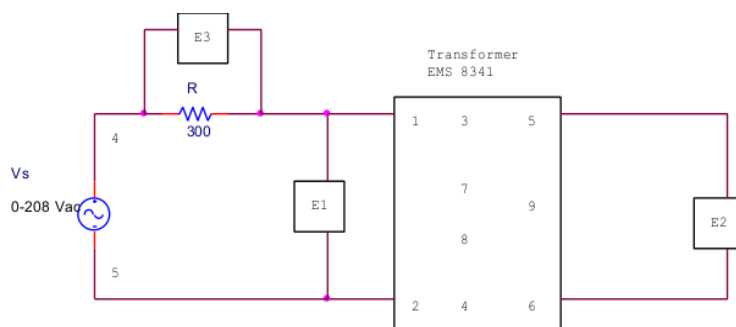 E3
Transformer
EMS 8341
R
300
4
1 3 5
Vs
0-208 Vac
E1
7
9
8
E2
5
2 4 6